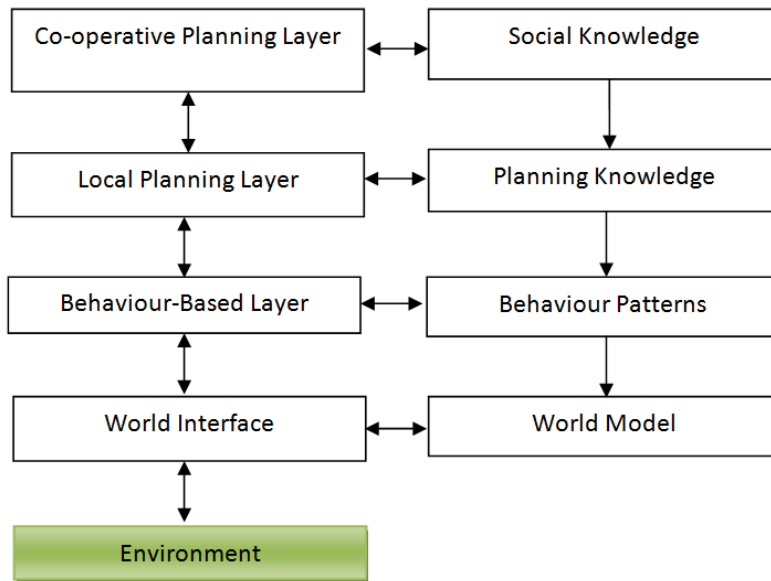 Co-operative Planning Layer
Social Knowledge
Local Planning Layer
Planning Knowledge
Behaviour-Based Layer
Behaviour Patterns
World Interface
World Model
Environment